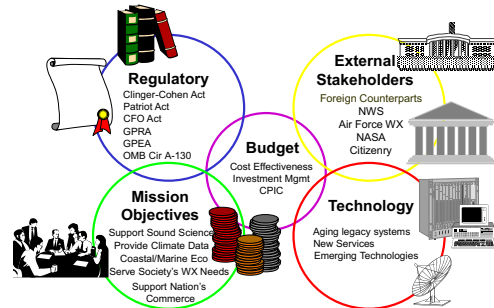 Regulatory
Clinger-Cohen Act
Patriot Act
CFO Act
GPRA
GPEA
OMB Cir A-130
External
Stakeholders
Foreign Counterparts
NWS
Air Force WX
NASA
Citizenry
Budget
Cost Effectiveness
Investment Mgmt
CPIC
Mission
Objectives
Support Sound Science
Provide Climate Data
Coastal/Marine Eco
Serve Society's WX Needs
Support Nation's
Commerce
Technology
Aging legacy systems
New Services
Emerging Technologies